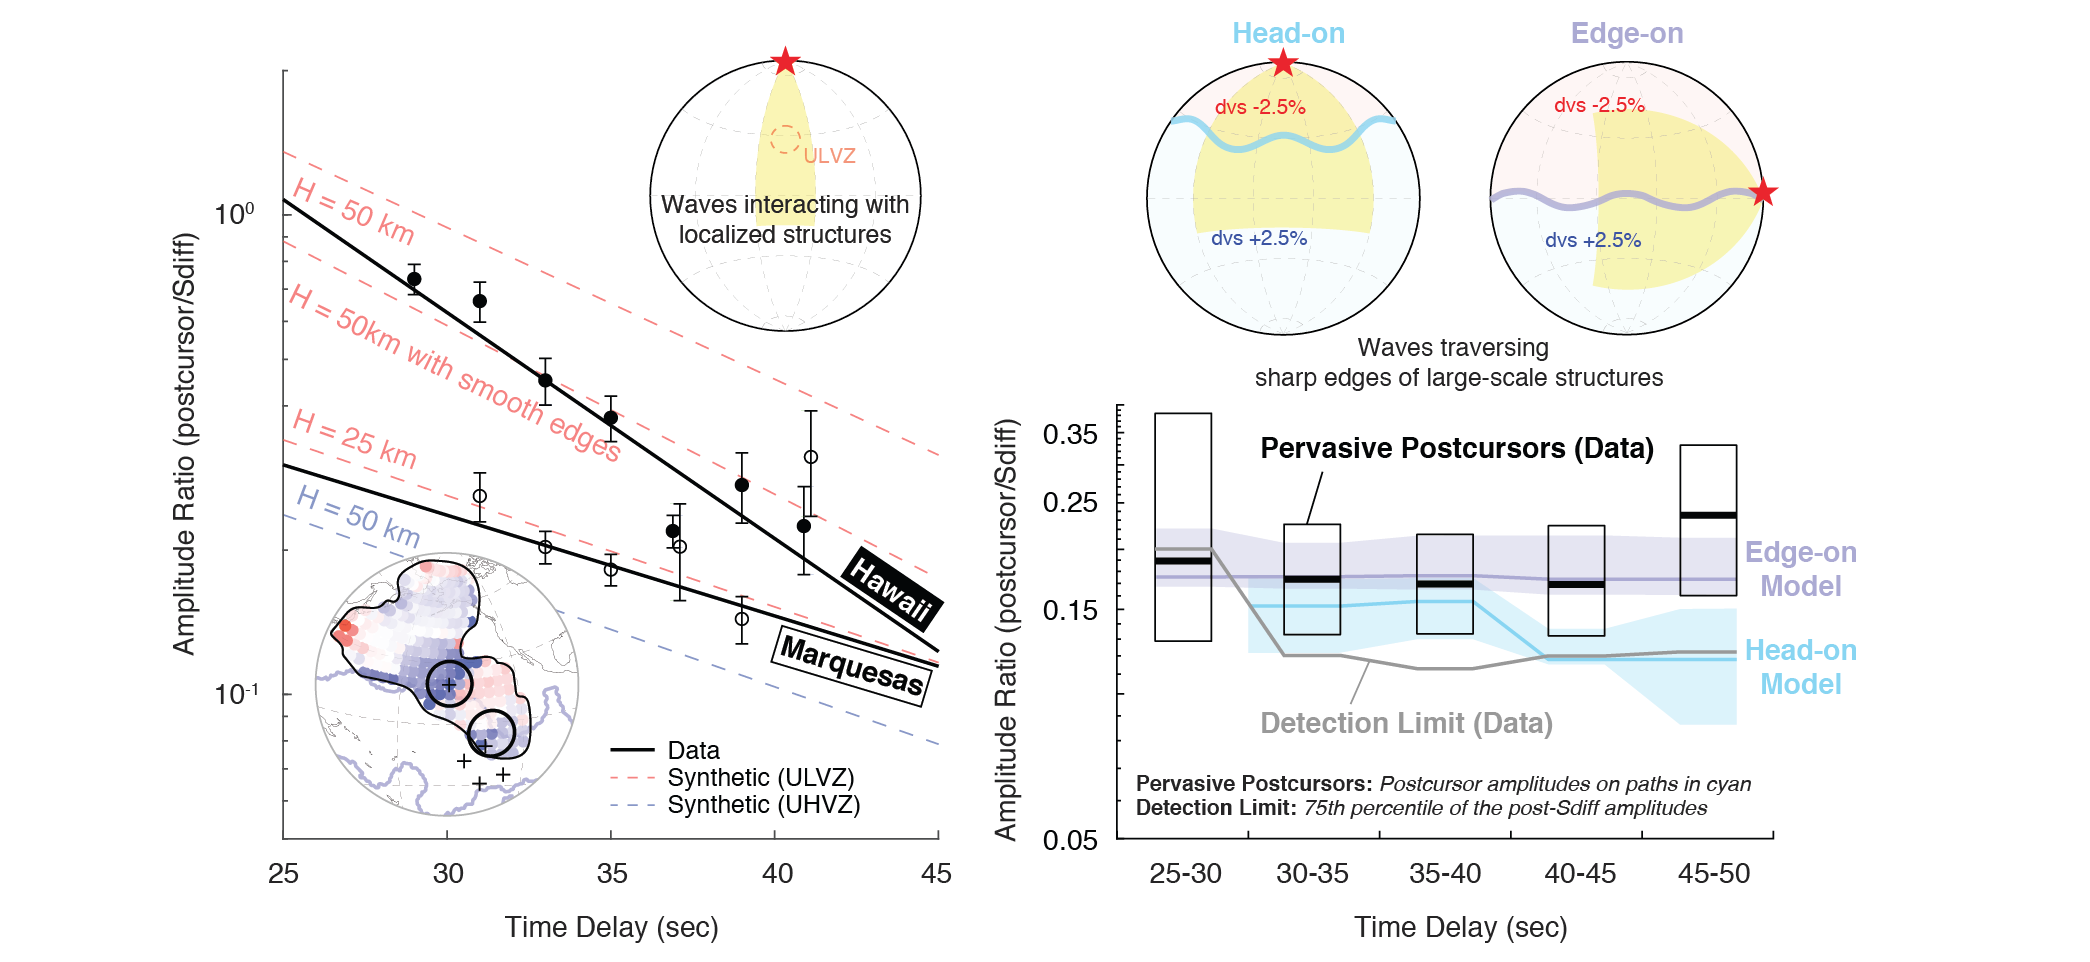 Head-on
Edge-on
dvs -2.5%
dvs -2.5%
ULVZ
Waves interacting with
localized structures
dvs +2.5%
dvs +2.5%
Waves traversing
sharp edges of large-scale structures
Amplitude Ratio (postcursor/Sdiff)
10⁰
10⁻¹
H = 50 km
H = 50km with smooth edges
H = 25 km
H = 50 km
Hawaii
Marquesas
Data
Synthetic (ULVZ)
Synthetic (UHVZ)
25
30
35
40
45
Time Delay (sec)
Amplitude Ratio (postcursor/Sdiff)
0.35
0.25
0.15
0.05
Pervasive Postcursors (Data)
Edge-on
Model
Head-on
Model
Detection Limit (Data)
Pervasive Postcursors: Postcursor amplitudes on paths in cyan
Detection Limit: 75th percentile of the post-Sdiff amplitudes
25-30
30-35
35-40
40-45
45-50
Time Delay (sec)